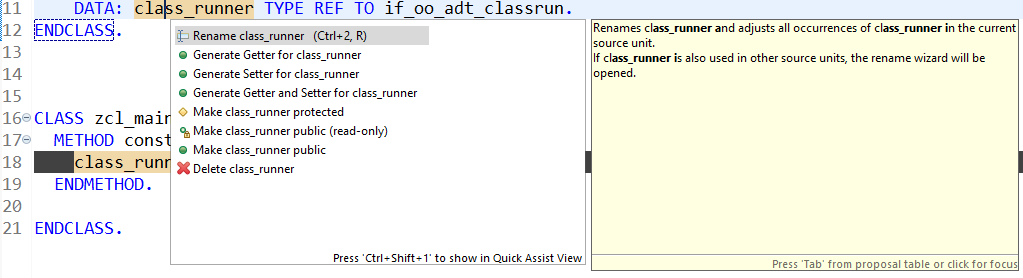 11 DATA: class_runner TYPE REF TO if_oo_adt_classrun.
12 ENDCLASS.
13
14
15
16 CLASS zcl_main
17 METHOD const
18 class_runn
19 ENDMETHOD.
20
21 ENDCLASS.
Rename class_runner (Ctrl+2, R)
Generate Getter for class_runner
Generate Setter for class_runner
Generate Getter and Setter for class_runner
Make class_runner protected
Make class_runner public (read-only)
Make class_runner public
Delete class_runner
Press 'Ctrl+Shift+1' to show in Quick Assist View
Renames class_runner and adjusts all occurrences of class_runner in the current
source unit.
If class_runner is also used in other source units, the rename wizard will be
opened.
Press 'Tab' from proposal table or click for focus